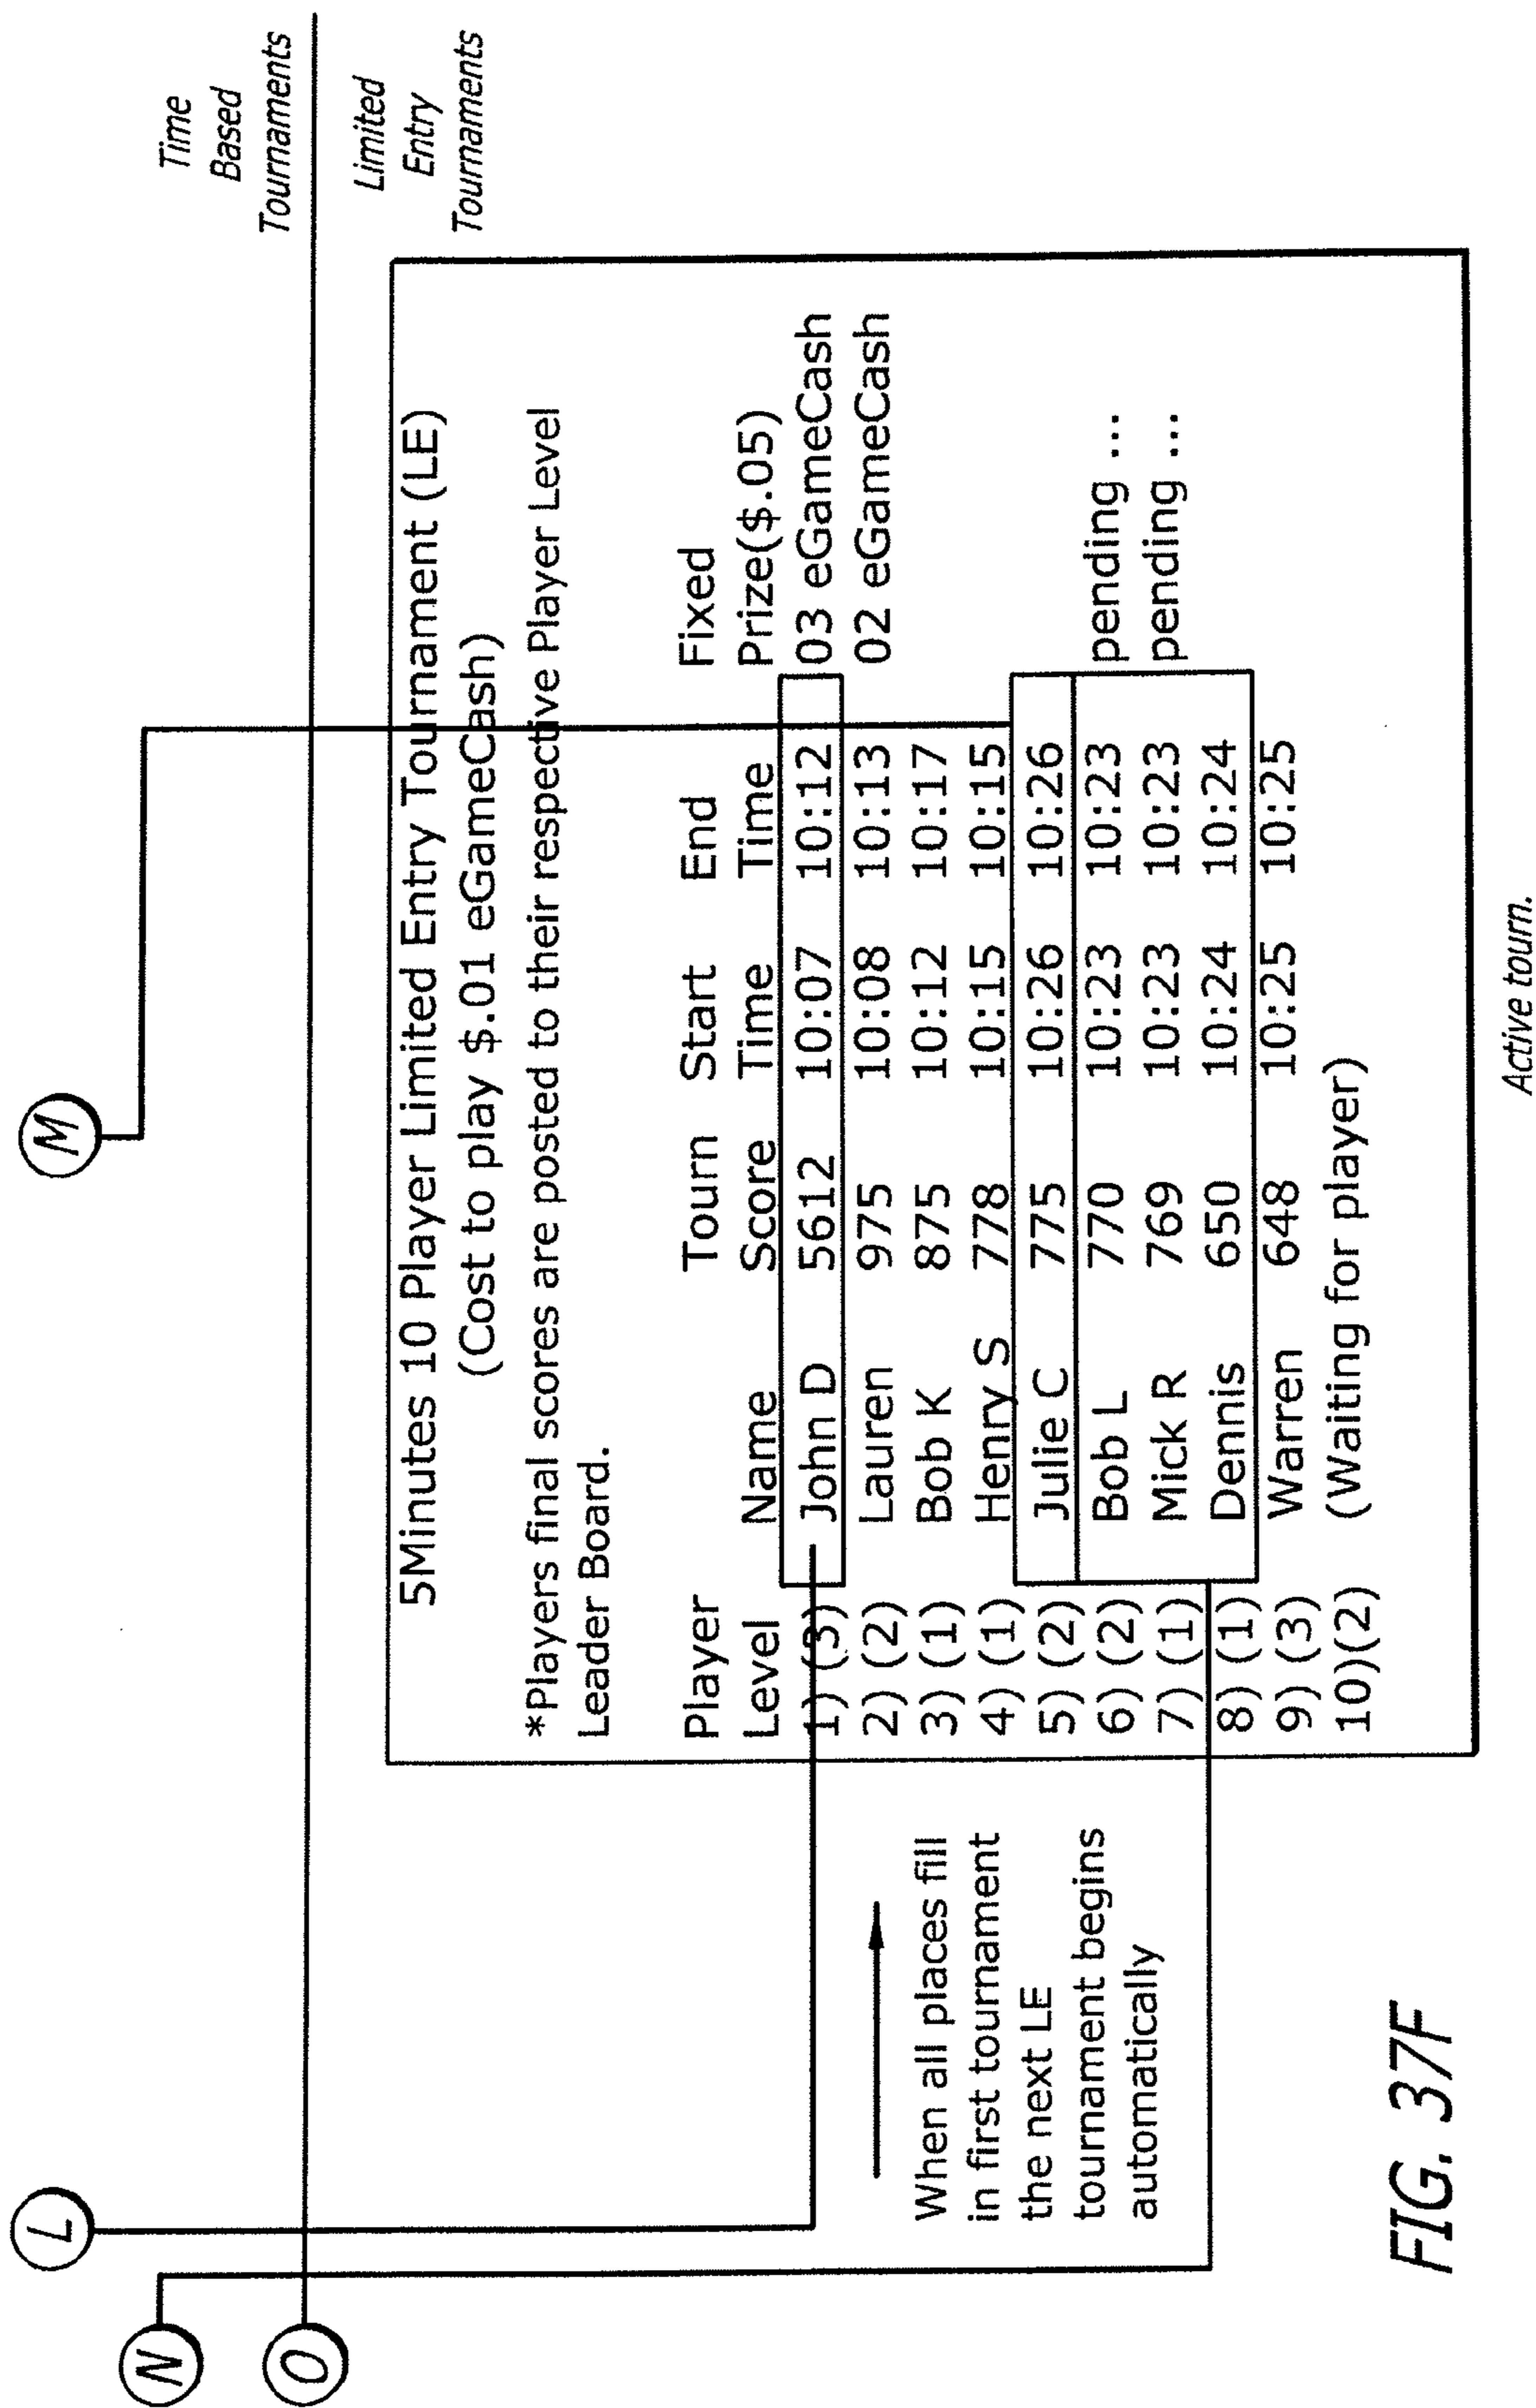 M
L
N
O
Time
Based
Tournaments
Limited
Entry
Tournaments
5Minutes 10 Player Limited Entry Tournament (LE)
(Cost to play $.01 eGameCash)
*Players final scores are posted to their respective Player Level
Leader Board.
Player Tourn Start End Fixed
Level Name Score Time Time Prize($.05)
1) (3) John D 5612 10:07 10:12 03 eGameCash
2) (2) Lauren 975 10:08 10:13 02 eGameCash
3) (1) Bob K 875 10:12 10:17
4) (1) Henry S 778 10:15 10:15
5) (2) Julie C 775 10:26 10:26
6) (2) Bob L 770 10:23 10:23 pending ...
7) (1) Mick R 769 10:23 10:23 pending ...
8) (1) Dennis 650 10:24 10:24
9) (3) Warren 648 10:25 10:25
10)(2) (Waiting for player)
When all places fill
in first tournament
the next LE
tournament begins
automatically
Active tourn.
FIG. 37F